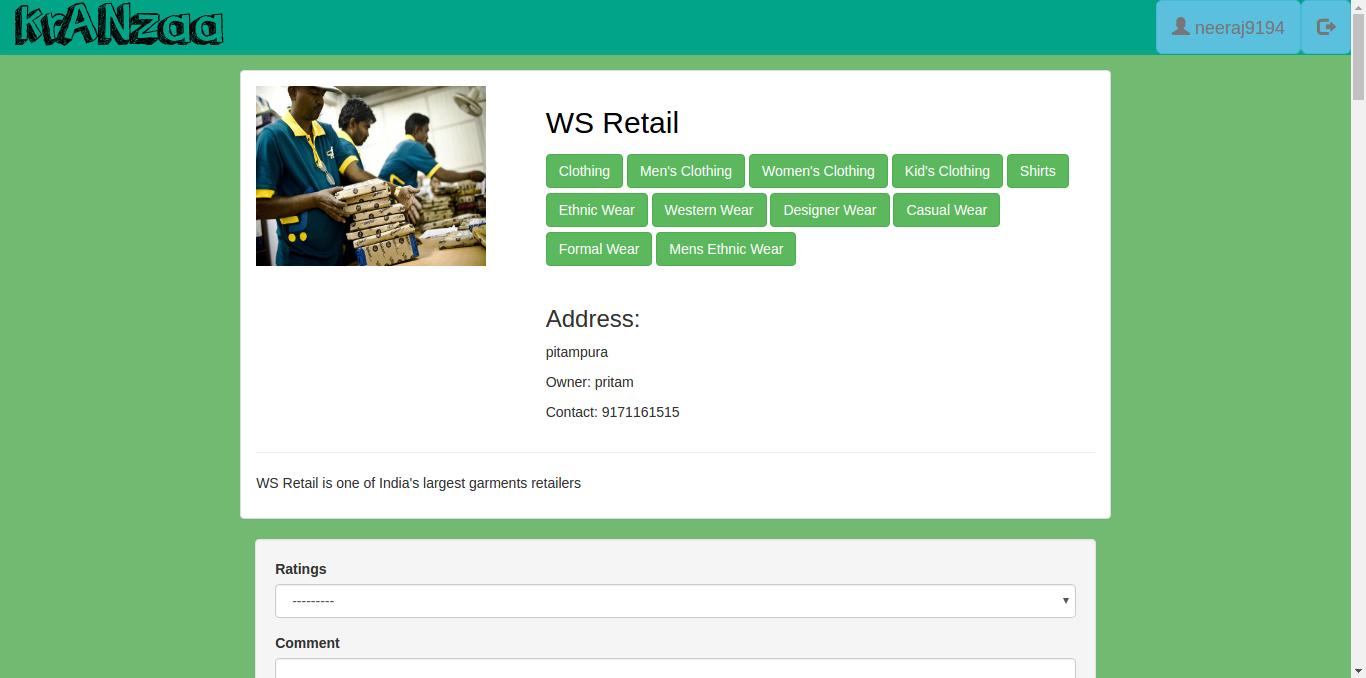 KrANzaa
neeraj9194
WS Retail
Clothing Men's Clothing Women's Clothing Kid's Clothing Shirts
Ethnic Wear Western Wear Designer Wear Casual Wear
Formal Wear Mens Ethnic Wear
Address:
pitampura
Owner: pritam
Contact: 9171161515
WS Retail is one of India's largest garments retailers
Ratings
---------
Comment